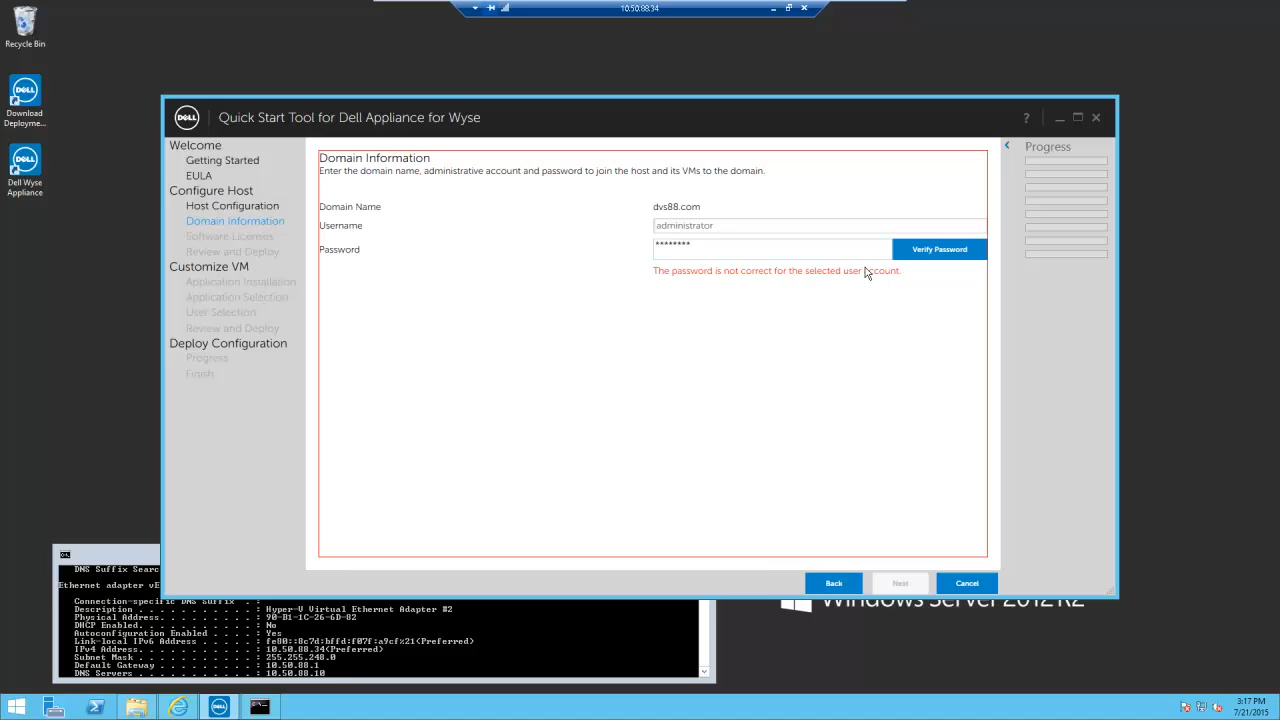 10.50.88.34
Recycle Bin
Download
Deployme...
Dell Wyse
Appliance
DELL
Quick Start Tool for Dell Appliance for Wyse
?
Welcome
Getting Started
EULA
Configure Host
Host Configuration
Domain Information
Software Licenses
Review and Deploy
Customize VM
Application Installation
Application Selection
User Selection
Review and Deploy
Deploy Configuration
Progress
Finish
Domain Information
Enter the domain name, administrative account and password to join the host and its VMs to the domain.
Domain Name dvs88.com
Username administrator
Password ******** Verify Password
The password is not correct for the selected user account.
Back Next Cancel
Progress
DNS Suffix Searc
Ethernet adapter vE
Connection-specific DNS Suffix . :
Description . . . . . . . . . . . : Hyper-V Virtual Ethernet Adapter #2
Physical Address. . . . . . . . . : 90-B1-1C-26-6D-82
DHCP Enabled. . . . . . . . . . . : No
Autoconfiguration Enabled . . . . : Yes
Link-local IPv6 Address . . . . . : fe80::8c7d:bffd:f07f:a9cf%21(Preferred)
IPv4 Address. . . . . . . . . . . : 10.50.88.34(Preferred)
Subnet Mask . . . . . . . . . . . : 255.255.248.0
Default Gateway . . . . . . . . . : 10.50.88.1
DNS Servers . . . . . . . . . . . : 10.50.88.10
Windows Server 2012 R2
3:17 PM
7/21/2015